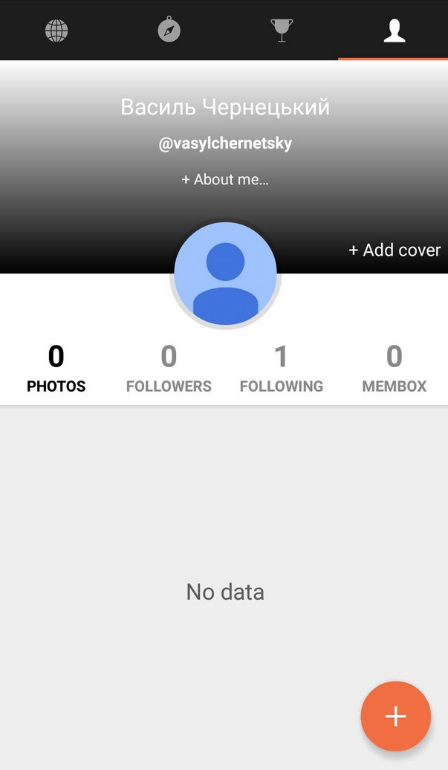 Василь Чернецький
@vasylchernetsky
+ About me...
+ Add cover
0 0 1 0
PHOTOS FOLLOWERS FOLLOWING MEMBOX
No data
+